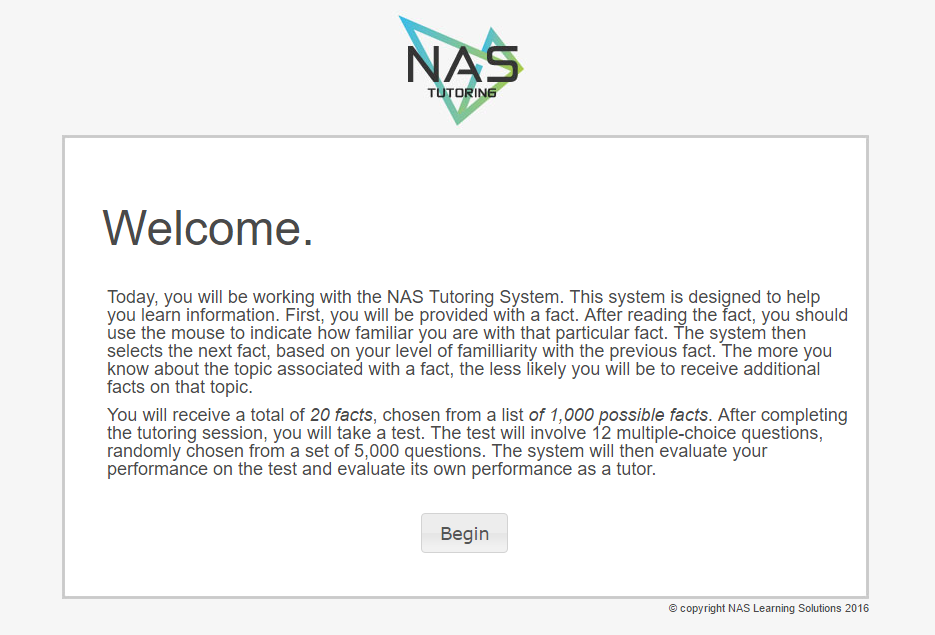 NAS
TUTORING
Welcome.
Today, you will be working with the NAS Tutoring System. This system is designed to help
you learn information. First, you will be provided with a fact. After reading the fact, you should
use the mouse to indicate how familiar you are with that particular fact. The system then
selects the next fact, based on your level of familliarity with the previous fact. The more you
know about the topic associated with a fact, the less likely you will be to receive additional
facts on that topic.
You will receive a total of 20 facts, chosen from a list of 1,000 possible facts. After completing
the tutoring session, you will take a test. The test will involve 12 multiple-choice questions,
randomly chosen from a set of 5,000 questions. The system will then evaluate your
performance on the test and evaluate its own performance as a tutor.
Begin
© copyright NAS Learning Solutions 2016